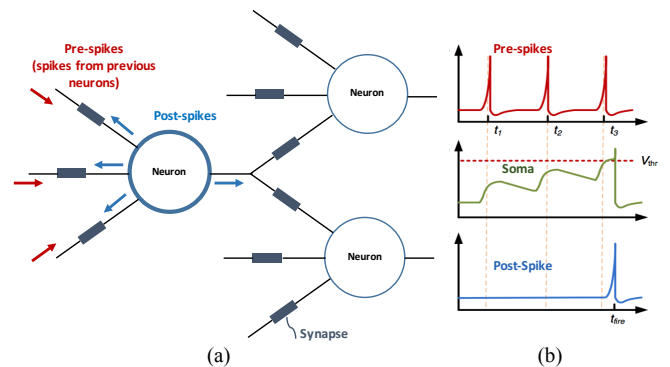 Pre-spikes
(spikes from previous
neurons)
Post-spikes
Neuron
Neuron
Neuron
Synapse
(a)
Pre-spikes
t1
t2
t3
Vthr
Soma
Post-Spike
tfire
(b)